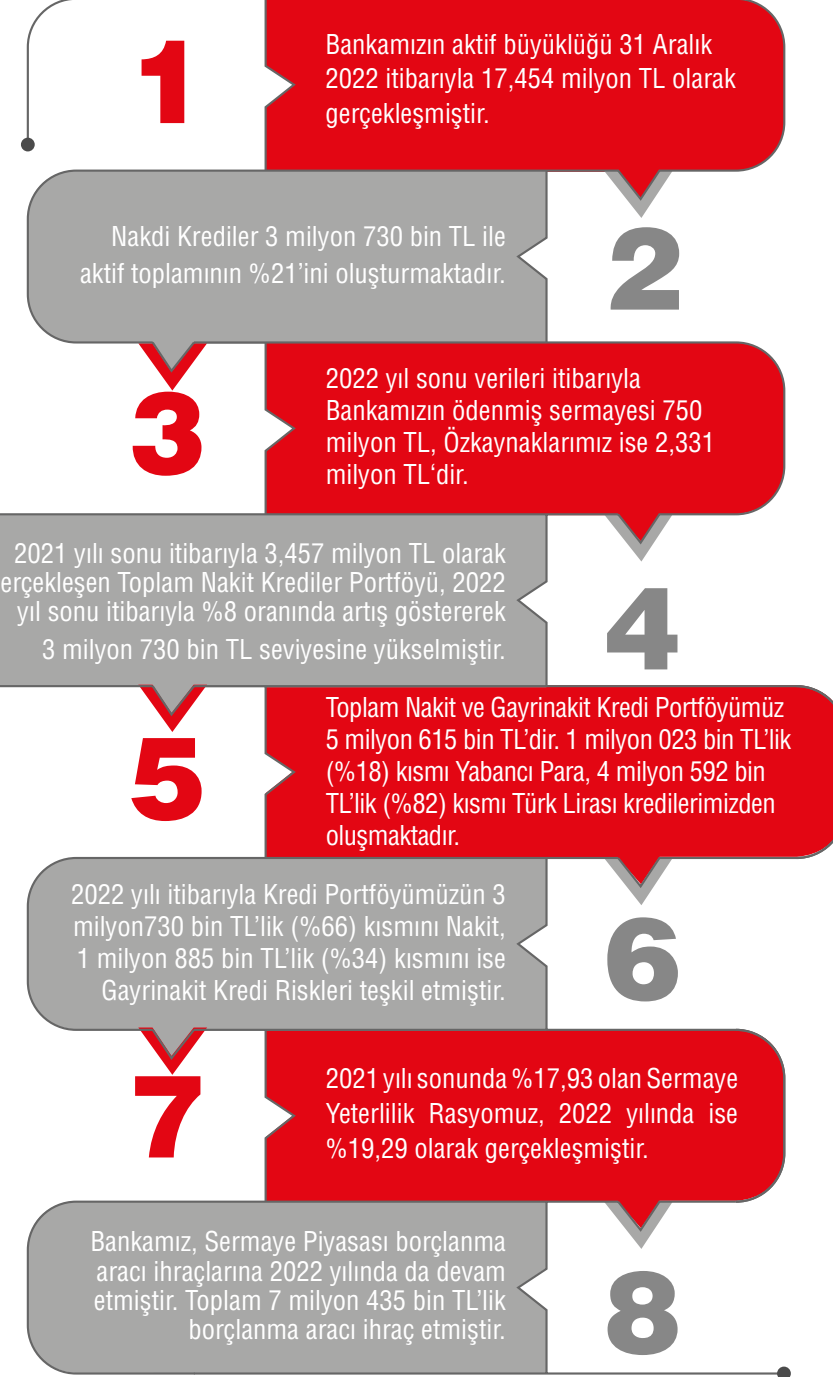 1
Bankamızın aktif büyüklüğü 31 Aralık
2022 itibarıyla 17,454 milyon TL olarak
gerçekleşmiştir.
Nakdi Krediler 3 milyon 730 bin TL ile
aktif toplamının %21’ini oluşturmaktadır.
2
3
2022 yıl sonu verileri itibarıyla
Bankamızın ödenmiş sermayesi 750
milyon TL, Özkaynaklarımız ise 2,331
milyon TL‘dir.
2021 yılı sonu itibarıyla 3,457 milyon TL olarak
erçekleşen Toplam Nakit Krediler Portföyü, 2022
yıl sonu itibarıyla %8 oranında artış göstererek
3 milyon 730 bin TL seviyesine yükselmiştir.
4
5
Toplam Nakit ve Gayrinakit Kredi Portföyümüz
5 milyon 615 bin TL’dir. 1 milyon 023 bin TL’lik
(%18) kısmı Yabancı Para, 4 milyon 592 bin
TL’lik (%82) kısmı Türk Lirası kredilerimizden
oluşmaktadır.
2022 yılı itibarıyla Kredi Portföyümüzün 3
milyon730 bin TL’lik (%66) kısmını Nakit,
1 milyon 885 bin TL’lik (%34) kısmını ise
Gayrinakit Kredi Riskleri teşkil etmiştir.
6
7
2021 yılı sonunda %17,93 olan Sermaye
Yeterlilik Rasyomuz, 2022 yılında ise
%19,29 olarak gerçekleşmiştir.
Bankamız, Sermaye Piyasası borçlanma
aracı ihraçlarına 2022 yılında da devam
etmiştir. Toplam 7 milyon 435 bin TL’lik
borçlanma aracı ihraç etmiştir.
8